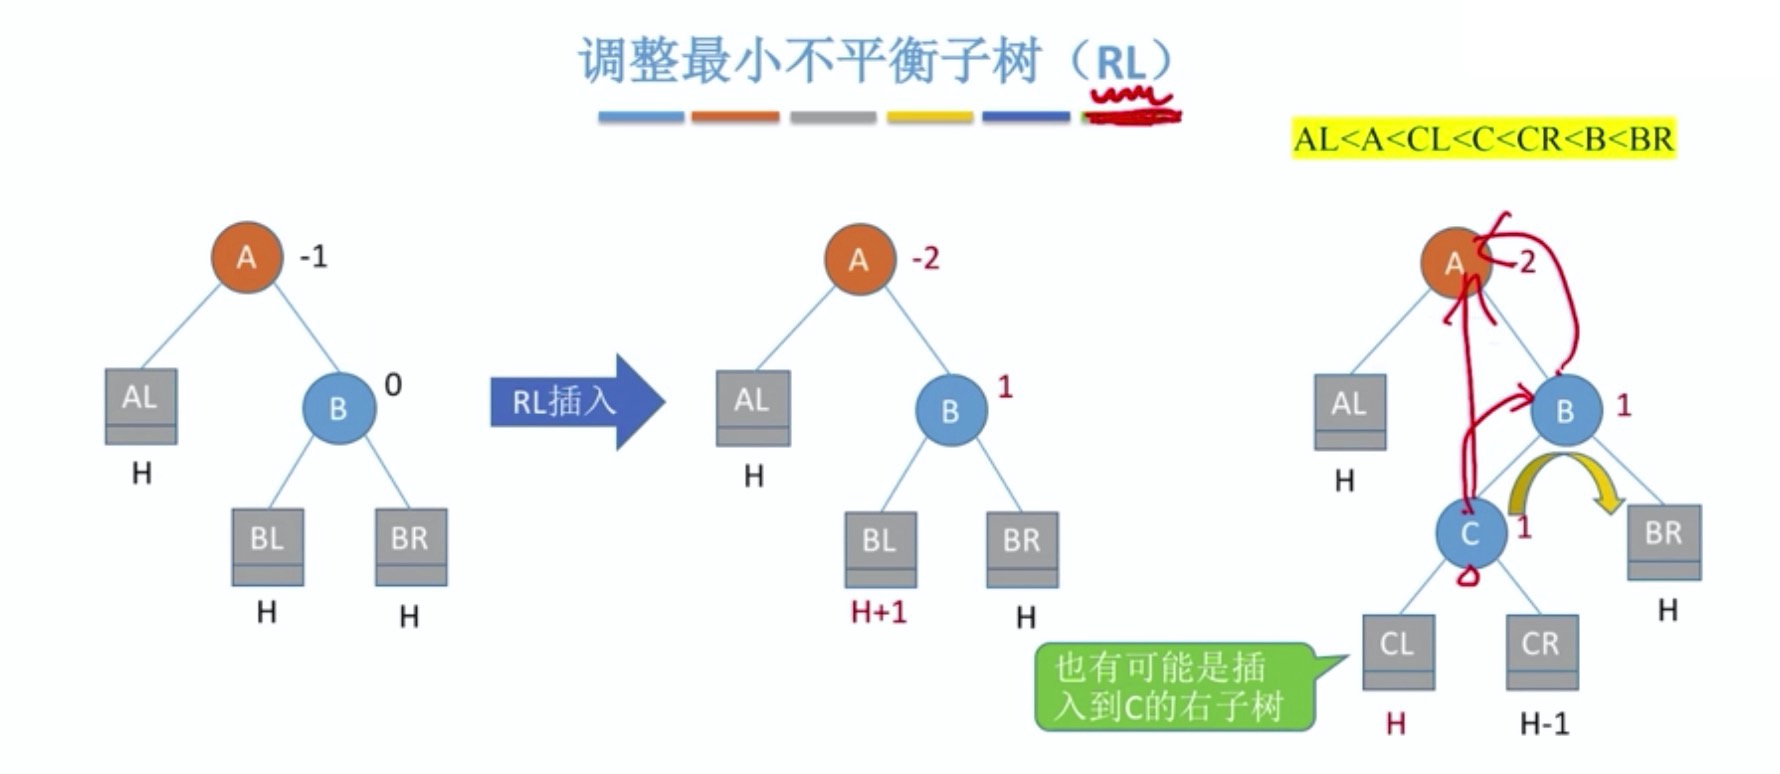 调整最小不平衡子树（RL）
AL<A<CL<C<CR<B<BR
A -1
AL
H
B 0
BL
H
BR
H
RL插入
A -2
AL
H
B 1
BL
H+1
BR
H
A -2
AL
H
B 1
C 1
BR
H
CL
H
CR
H-1
也有可能是插
入到C的右子树